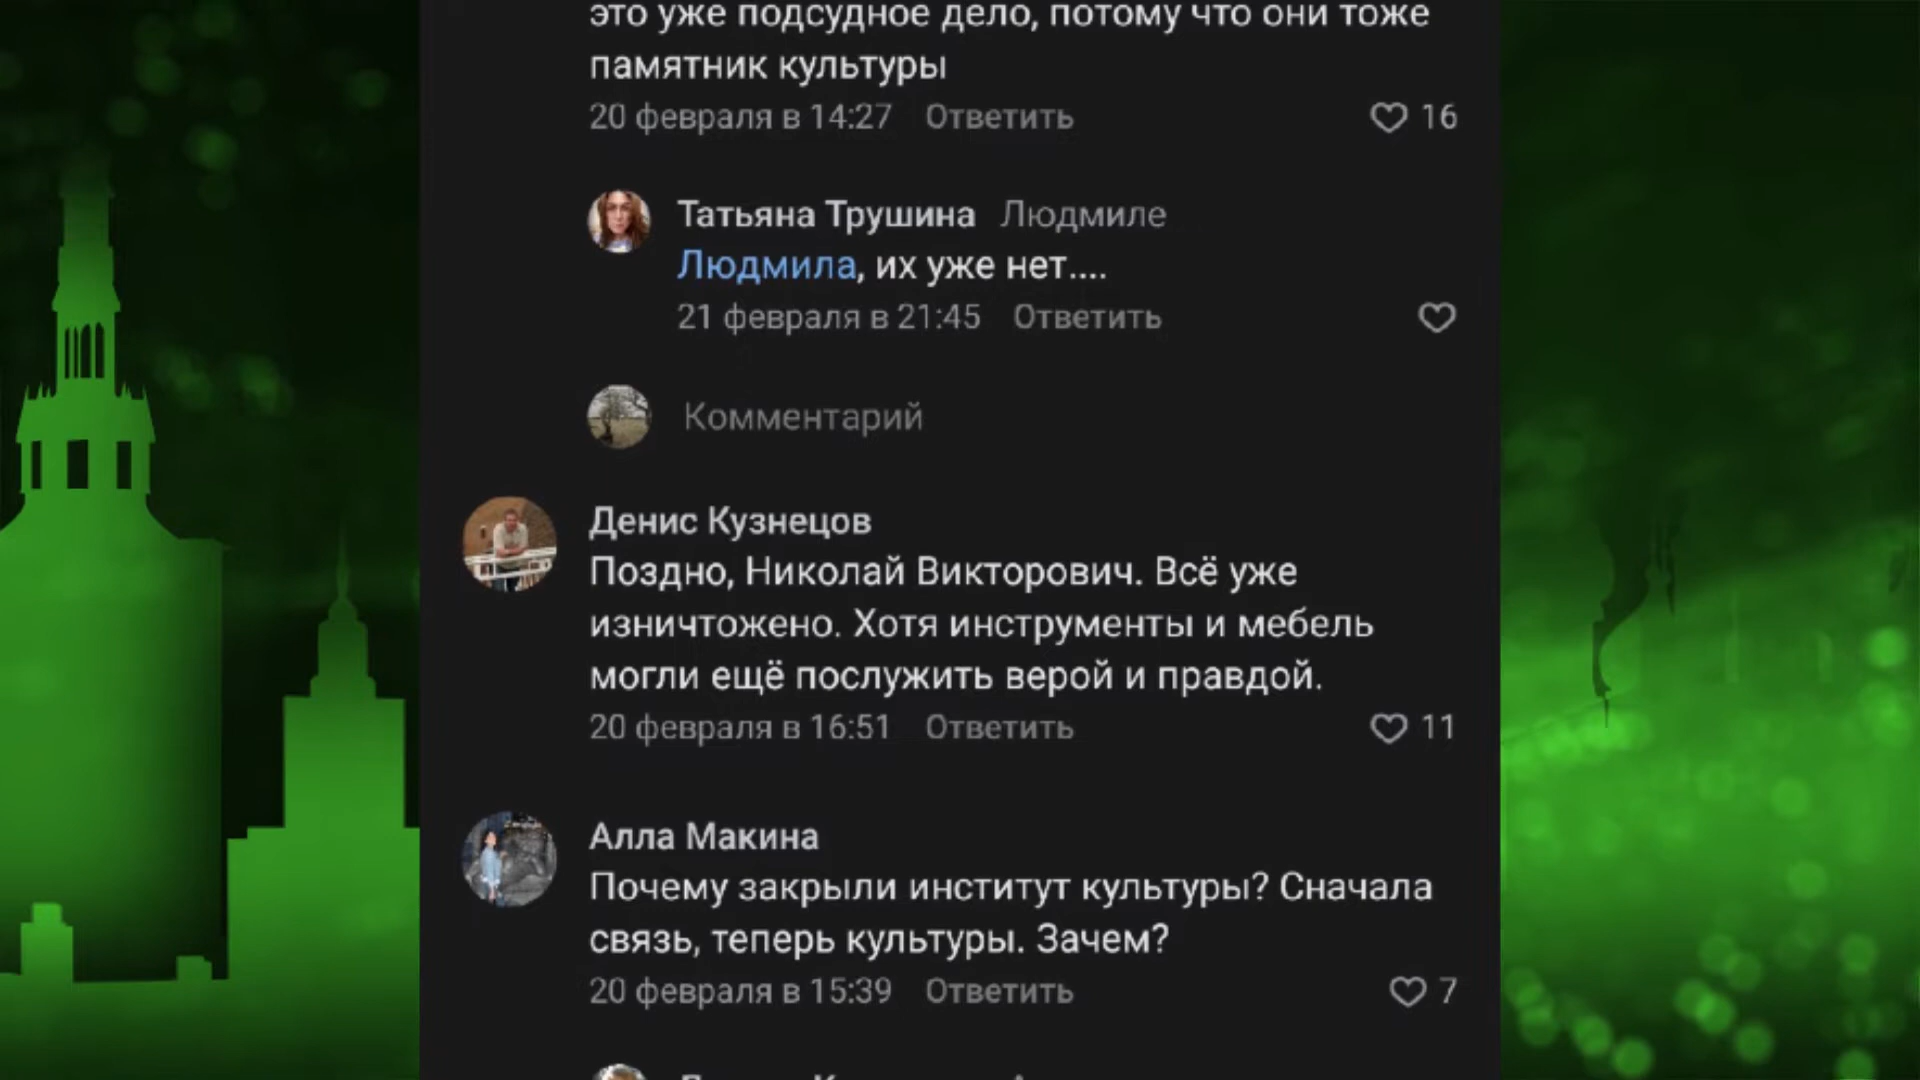 это уже подсудное дело, потому что они тоже
памятник культуры
20 февраля в 14:27 Ответить 16
Татьяна Трушина Людмиле
Людмила, их уже нет....
21 февраля в 21:45 Ответить
Комментарий
Денис Кузнецов
Поздно, Николай Викторович. Всё уже
изничтожено. Хотя инструменты и мебель
могли ещё послужить верой и правдой.
20 февраля в 16:51 Ответить 11
Алла Макина
Почему закрыли институт культуры? Сначала
связь, теперь культуры. Зачем?
20 февраля в 15:39 Ответить 7